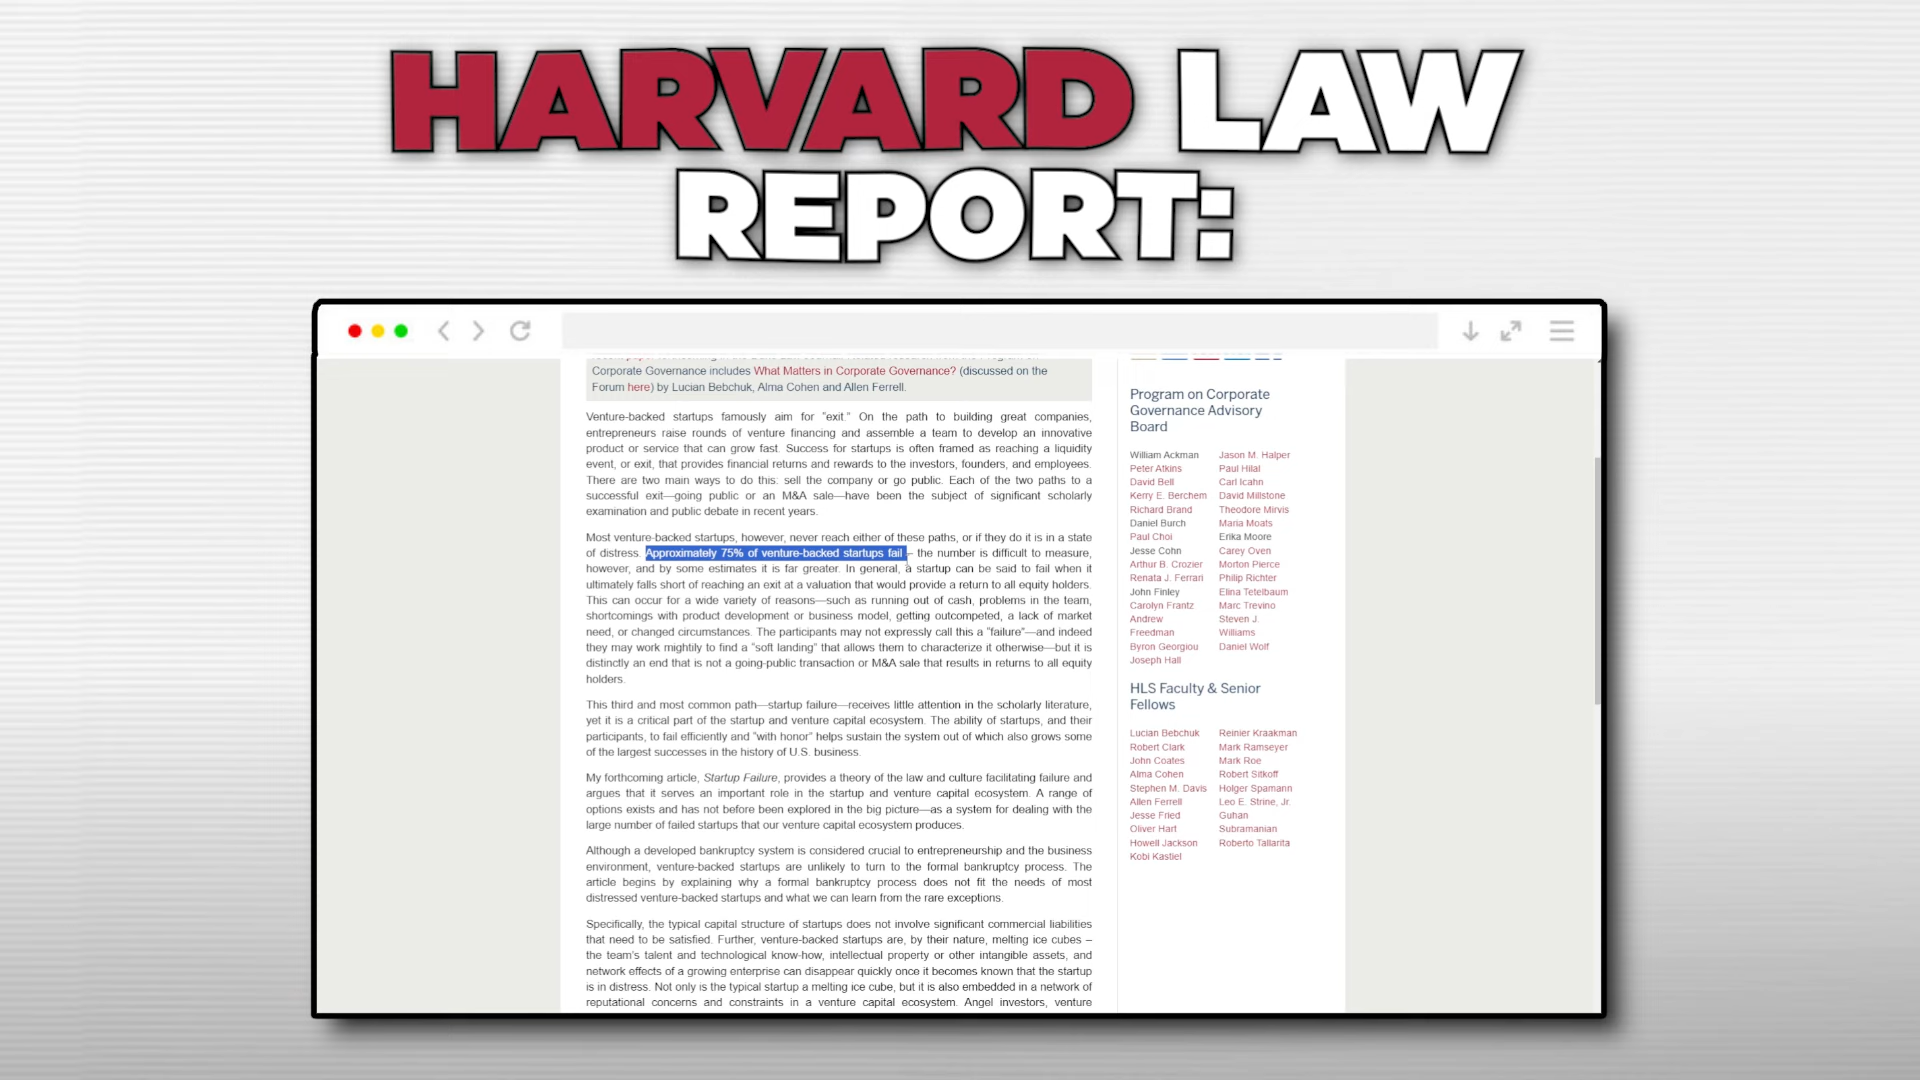 HARVARD LAW
REPORT:
Corporate Governance includes What Matters in Corporate Governance? (discussed on the
Forum here) by Lucian Bebchuk, Alma Cohen and Allen Ferrell.
Venture-backed startups famously aim for “exit.” On the path to building great companies,
entrepreneurs raise rounds of venture financing and assemble a team to develop an innovative
product or service that can grow fast. Success for startups is often framed as reaching a liquidity
event, or exit, that provides financial returns and rewards to the investors, founders, and employees.
There are two main ways to do this: sell the company or go public. Each of the two paths to a
successful exit—going public or an M&A sale—have been the subject of significant scholarly
examination and public debate in recent years.
Most venture-backed startups, however, never reach either of these paths, or if they do it is in a state
of distress. Approximately 75% of venture-backed startups fail – the number is difficult to measure,
however, and by some estimates it is far greater. In general, a startup can be said to fail when it
ultimately falls short of reaching an exit at a valuation that would provide a return to all equity holders.
This can occur for a wide variety of reasons—such as running out of cash, problems in the team,
shortcomings with product development or business model, getting outcompeted, a lack of market
need, or changed circumstances. The participants may not expressly call this a “failure”—and indeed
they may work mightily to find a “soft landing” that allows them to characterize it otherwise—but it is
distinctly an end that is not a going-public transaction or M&A sale that results in returns to all equity
holders.
This third and most common path—startup failure—receives little attention in the scholarly literature,
yet it is a critical part of the startup and venture capital ecosystem. The ability of startups, and their
participants, to fail efficiently and “with honor” helps sustain the system out of which also grows some
of the largest successes in the history of U.S. business.
My forthcoming article, Startup Failure, provides a theory of the law and culture facilitating failure and
argues that it serves an important role in the startup and venture capital ecosystem. A range of
options exists and has not before been explored in the big picture—as a system for dealing with the
large number of failed startups that our venture capital ecosystem produces.
Although a developed bankruptcy system is considered crucial to entrepreneurship and the business
environment, venture-backed startups are unlikely to turn to the formal bankruptcy process. The
article begins by explaining why a formal bankruptcy process does not fit the needs of most
distressed venture-backed startups and what we can learn from the rare exceptions.
Specifically, the typical capital structure of startups does not involve significant commercial liabilities
that need to be satisfied. Further, venture-backed startups are, by their nature, melting ice cubes –
the team’s talent and technological know-how, intellectual property or other intangible assets, and
network effects of a growing enterprise can disappear quickly once it becomes known that the startup
is in distress. Not only is the typical startup a melting ice cube, but it is also embedded in a network of
reputational concerns and constraints in a venture capital ecosystem. Angel investors, venture
Program on Corporate
Governance Advisory
Board
William Ackman
Peter Atkins
David Bell
Kerry E. Berchem
Richard Brand
Daniel Burch
Paul Choi
Jesse Cohn
Arthur B. Crozier
Renata J. Ferrari
John Finley
Carolyn Frantz
Andrew
Freedman
Byron Georgiou
Joseph Hall
Jason M. Halper
Paul Hilal
Carl Icahn
David Millstone
Theodore Mirvis
Maria Moats
Erika Moore
Carey Oven
Morton Pierce
Philip Richter
Elina Tetelbaum
Marc Trevino
Steven J.
Williams
Daniel Wolf
HLS Faculty & Senior
Fellows
Lucian Bebchuk
Robert Clark
John Coates
Alma Cohen
Stephen M. Davis
Allen Ferrell
Jesse Fried
Oliver Hart
Howell Jackson
Kobi Kastiel
Reinier Kraakman
Mark Ramseyer
Mark Roe
Robert Sitkoff
Holger Spamann
Leo E. Strine, Jr.
Guhan
Subramanian
Roberto Tallarita